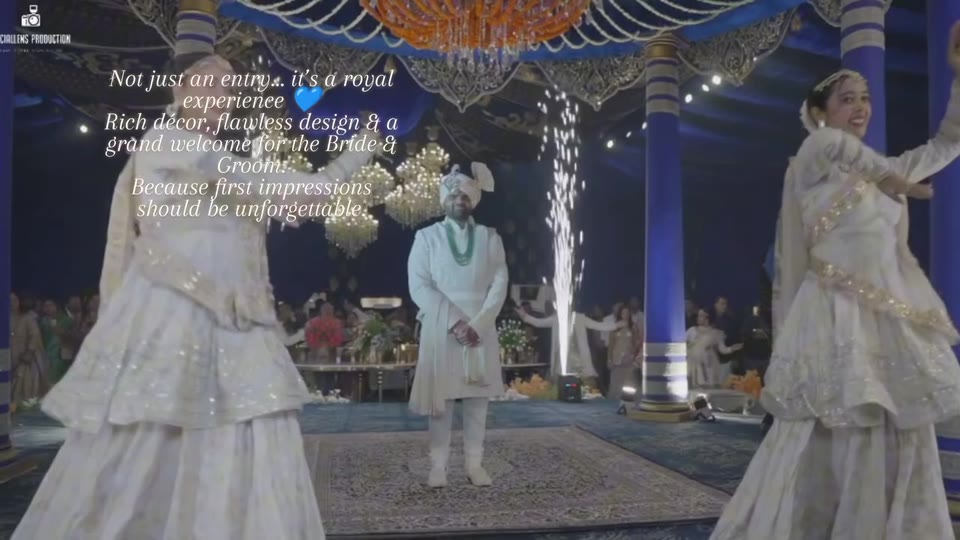 CIALLENS PRODUCTION
Not just an entry... it's a royal
experience 💙
Rich décor, flawless design & a
grand welcome for the Bride &
Groom.
Because first impressions
should be unforgettable.